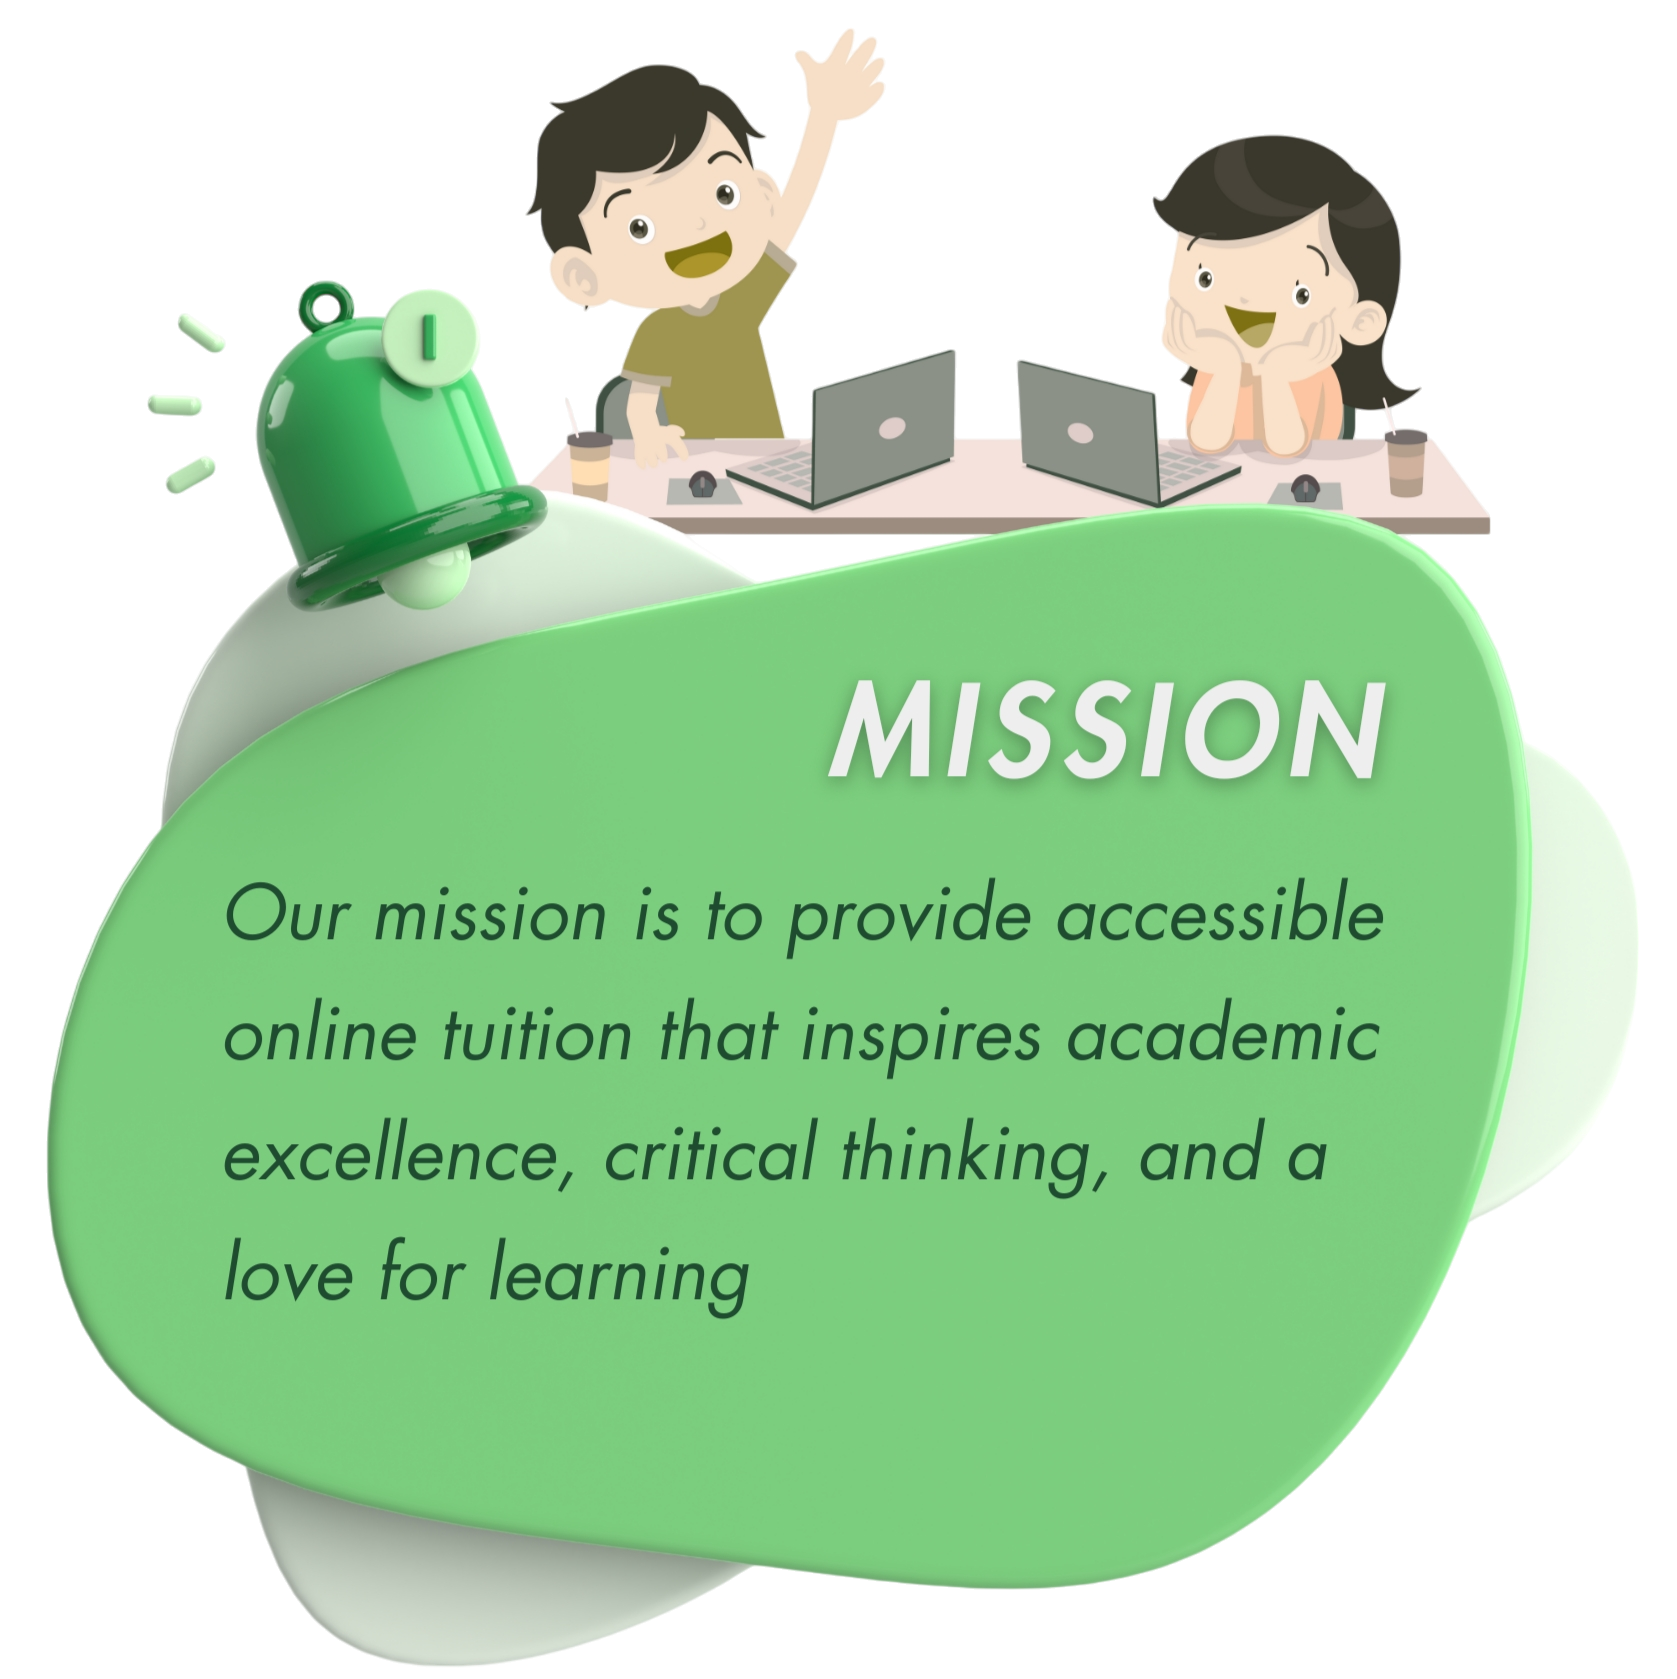 MISSION
Our mission is to provide accessible
online tuition that inspires academic
excellence, critical thinking, and a
love for learning